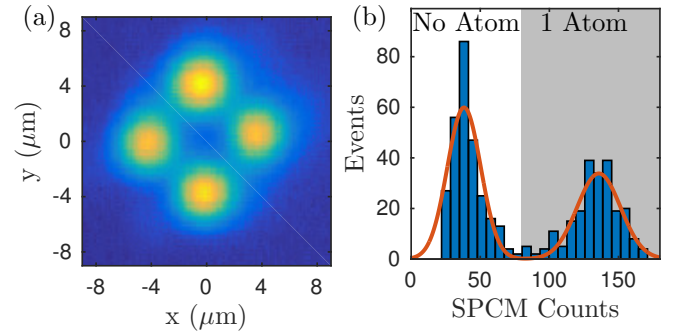 (a)
8
4
0
-4
-8
y (μm)
-8 -4 0 4 8
x (μm)
(b)
No Atom 1 Atom
80
60
40
20
0
Events
0 50 100 150
SPCM Counts